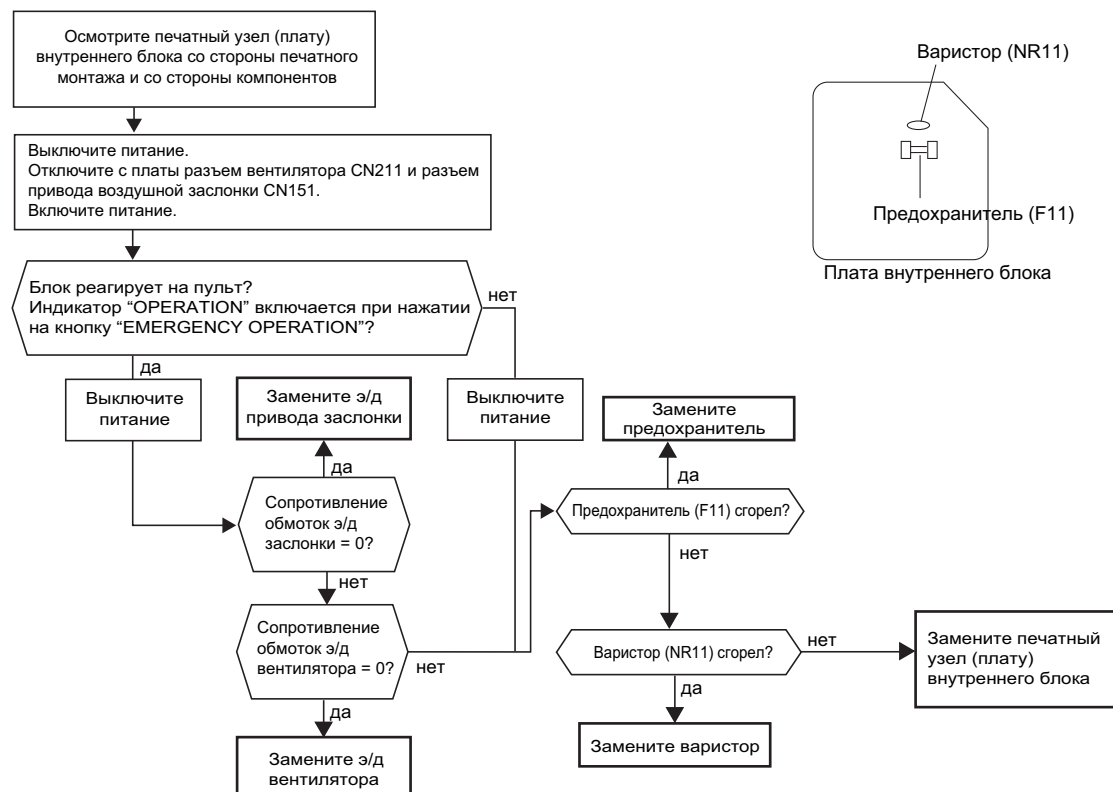 Осмотрите печатный узел (плату)
внутреннего блока со стороны печатного
монтажа и со стороны компонентов
Варистор (NR11)
Предохранитель (F11)
Плата внутреннего блока
Выключите питание.
Отключите с платы разъем вентилятора CN211 и разъем
привода воздушной заслонки CN151.
Включите питание.
Блок реагирует на пульт?
Индикатор “OPERATION” включается при нажатии
на кнопку “EMERGENCY OPERATION”?
нет
да
Выключите
питание
Замените э/д
привода заслонки
Выключите
питание
Замените
предохранитель
да
да
Сопротивление
обмоток э/д
заслонки = 0?
Предохранитель (F11) сгорел?
нет
нет
Сопротивление
обмоток э/д
вентилятора = 0?
нет
Варистор (NR11) сгорел?
нет
Замените печатный
узел (плату)
внутреннего блока
да
да
Замените э/д
вентилятора
Замените варистор